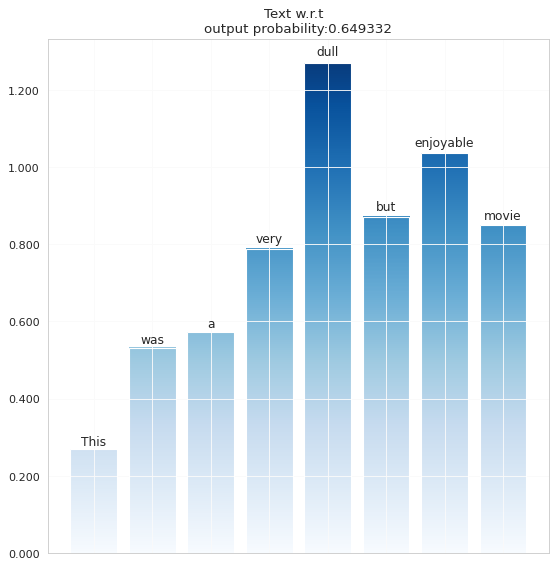 Text w.r.t
output probability:0.649332
dull
1.200
enjoyable
1.000
but
movie
very
0.800
a
was
0.600
This
0.400
0.200
0.000